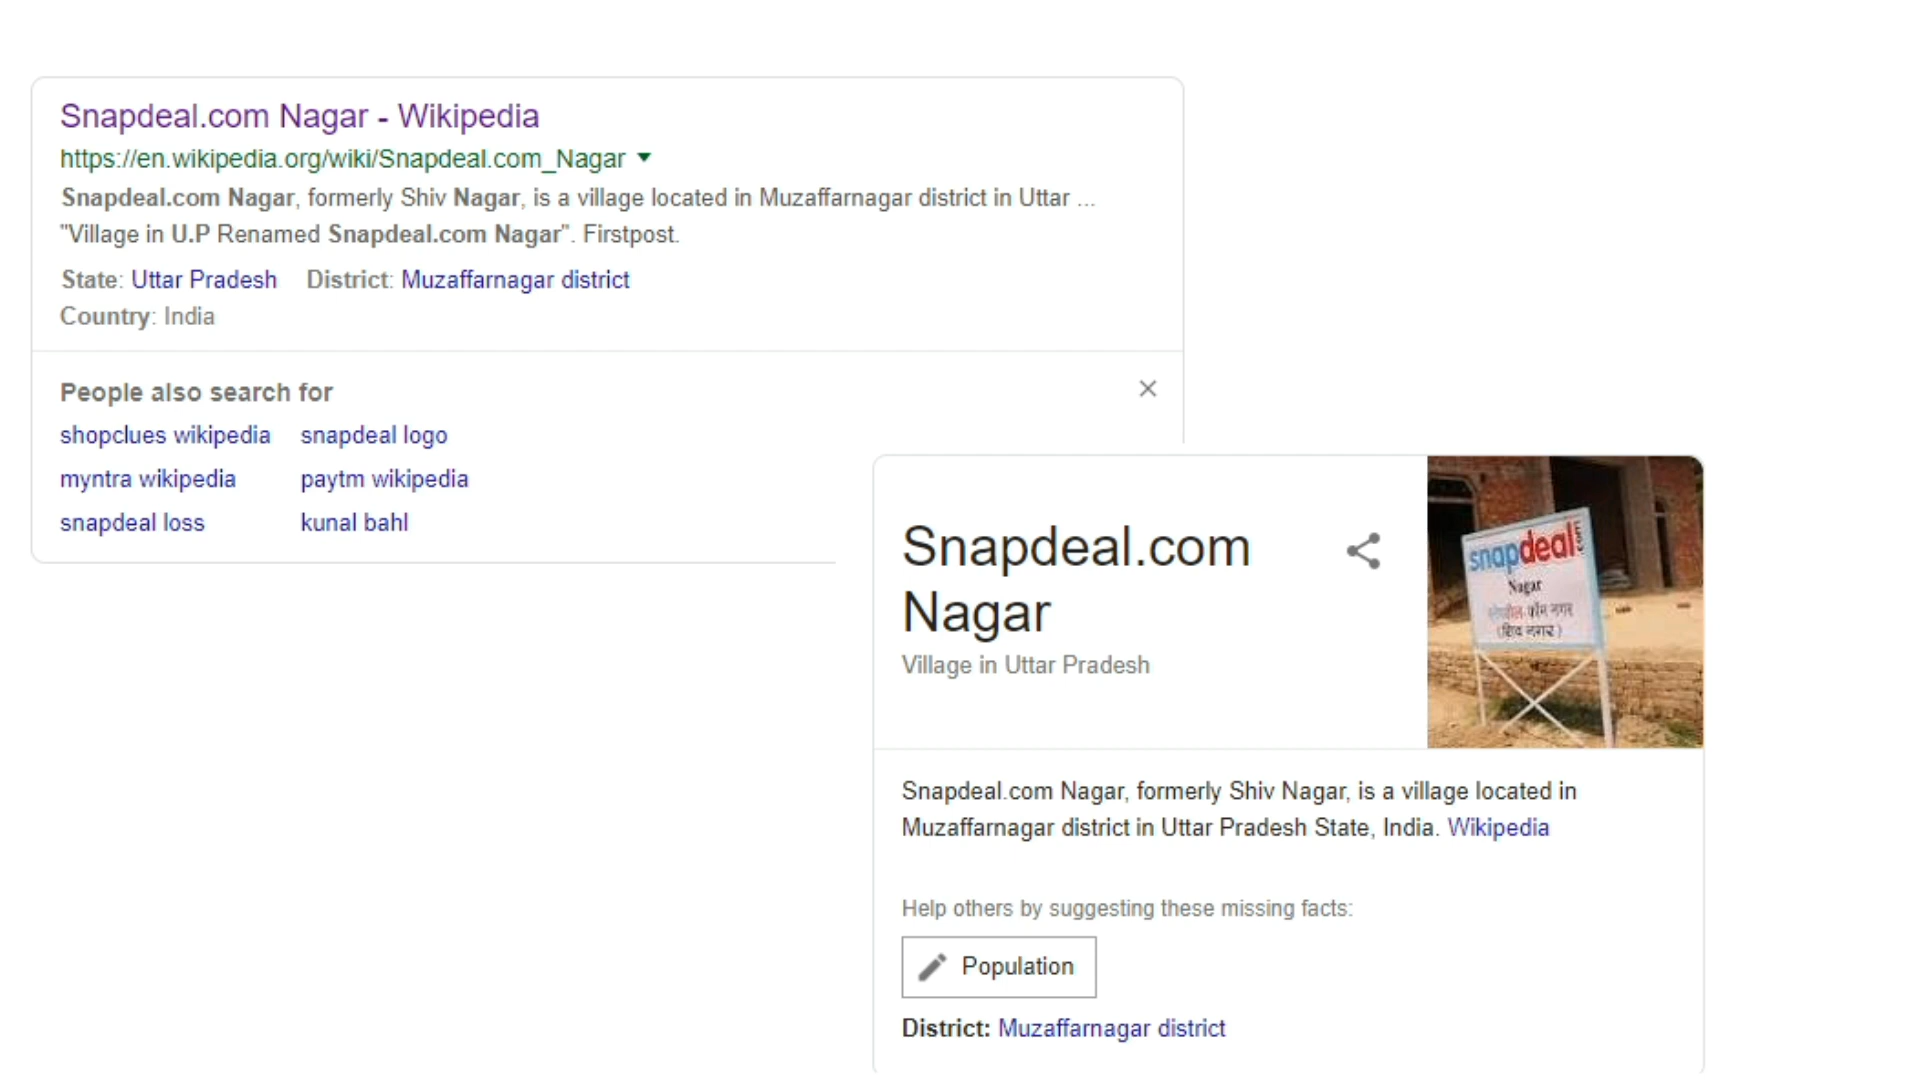 Snapdeal.com Nagar - Wikipedia
https://en.wikipedia.org/wiki/Snapdeal.com_Nagar
Snapdeal.com Nagar, formerly Shiv Nagar, is a village located in Muzaffarnagar district in Uttar ...
"Village in U.P Renamed Snapdeal.com Nagar". Firstpost.
State: Uttar Pradesh District: Muzaffarnagar district
Country: India
People also search for
shopclues wikipedia snapdeal logo
myntra wikipedia paytm wikipedia
snapdeal loss kunal bahl
Snapdeal.com
Nagar
Village in Uttar Pradesh
snapdeal.com
Nagar
कॉम नगर
(शिव नगर)
Snapdeal.com Nagar, formerly Shiv Nagar, is a village located in
Muzaffarnagar district in Uttar Pradesh State, India. Wikipedia
Help others by suggesting these missing facts:
Population
District: Muzaffarnagar district